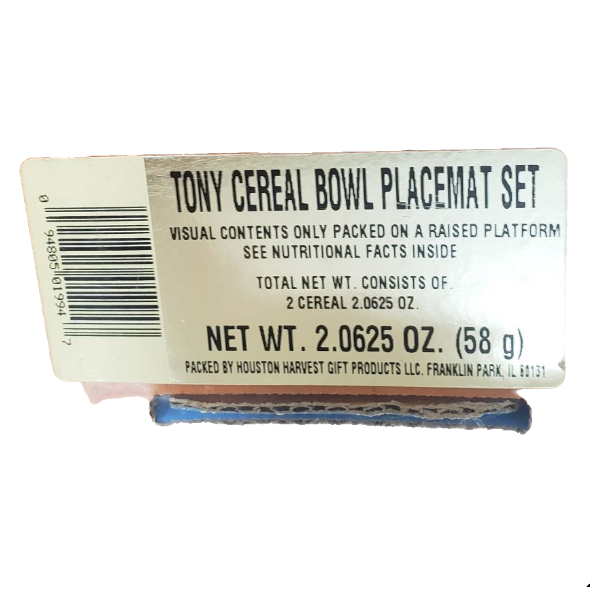 TONY CEREAL BOWL PLACEMAT SET
VISUAL CONTENTS ONLY PACKED ON A RAISED PLATFORM
SEE NUTRITIONAL FACTS INSIDE
TOTAL NET WT. CONSISTS OF.
2 CEREAL 2.0625 OZ.
NET WT. 2.0625 OZ. (58 g)
PACKED BY HOUSTON HARVEST GIFT PRODUCTS LLC. FRANKLIN PARK, IL 60131
0 94805 01994 7